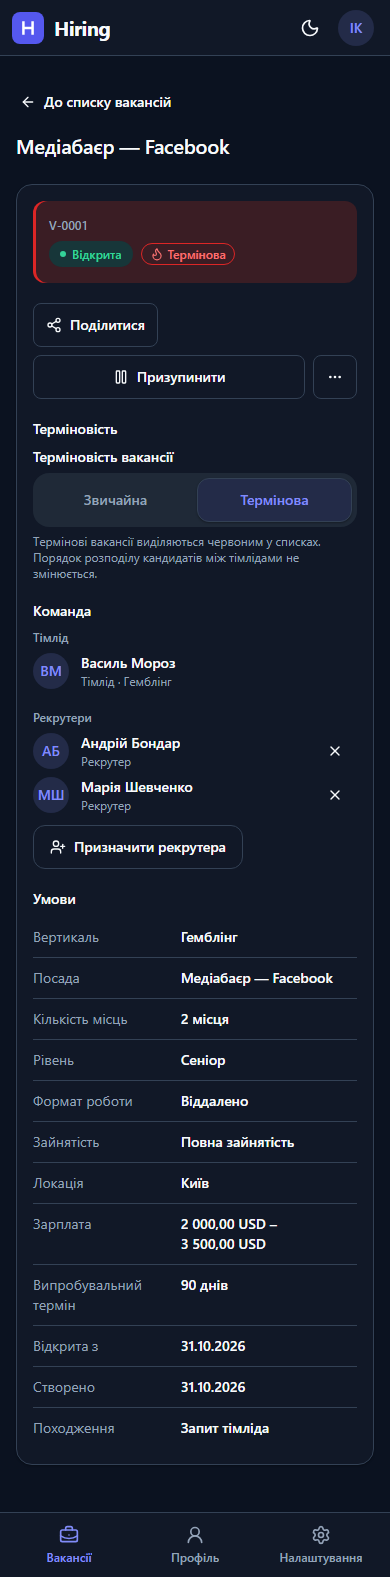 H Hiring ІК
До списку вакансій
Медіабаєр — Facebook
V-0001
Відкрита Термінова
Поділитися
Призупинити
Терміновість
Терміновість вакансії
Звичайна Термінова
Термінові вакансії виділяються червоним у списках.
Порядок розподілу кандидатів між тімлідами не
змінюється.
Команда
Тімлід
ВМ Василь Мороз
Тімлід · Гемблінг
Рекрутери
АБ Андрій Бондар
Рекрутер
МШ Марія Шевченко
Рекрутер
Призначити рекрутера
Умови
Вертикаль Гемблінг
Посада Медіабаєр — Facebook
Кількість місць 2 місця
Рівень Сеніор
Формат роботи Віддалено
Зайнятість Повна зайнятість
Локація Київ
Зарплата 2 000,00 USD –
3 500,00 USD
Випробувальний 90 днів
термін
Відкрита з 31.10.2026
Створено 31.10.2026
Походження Запит тімліда
Вакансії Профіль Налаштування